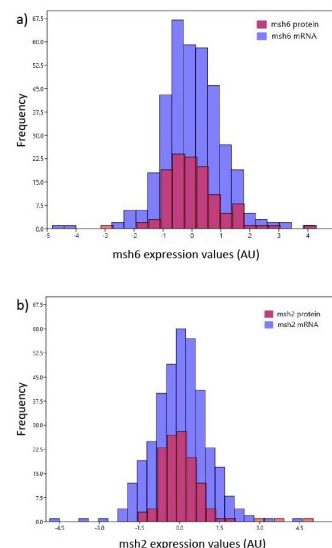 a)
msh6 protein
msh6 mRNA
Frequency
67.5
60.0
52.5
45.0
37.5
30.0
22.5
15.0
7.5
0.0
-5 -4 -3 -2 -1 0 1 2 3 4
msh6 expression values (AU)
b)
msh2 protein
msh2 mRNA
Frequency
67.5
60.0
52.5
45.0
37.5
30.0
22.5
15.0
7.5
0.0
-4.5 -3.0 -1.5 0.0 1.5 3.0 4.5
msh2 expression values (AU)